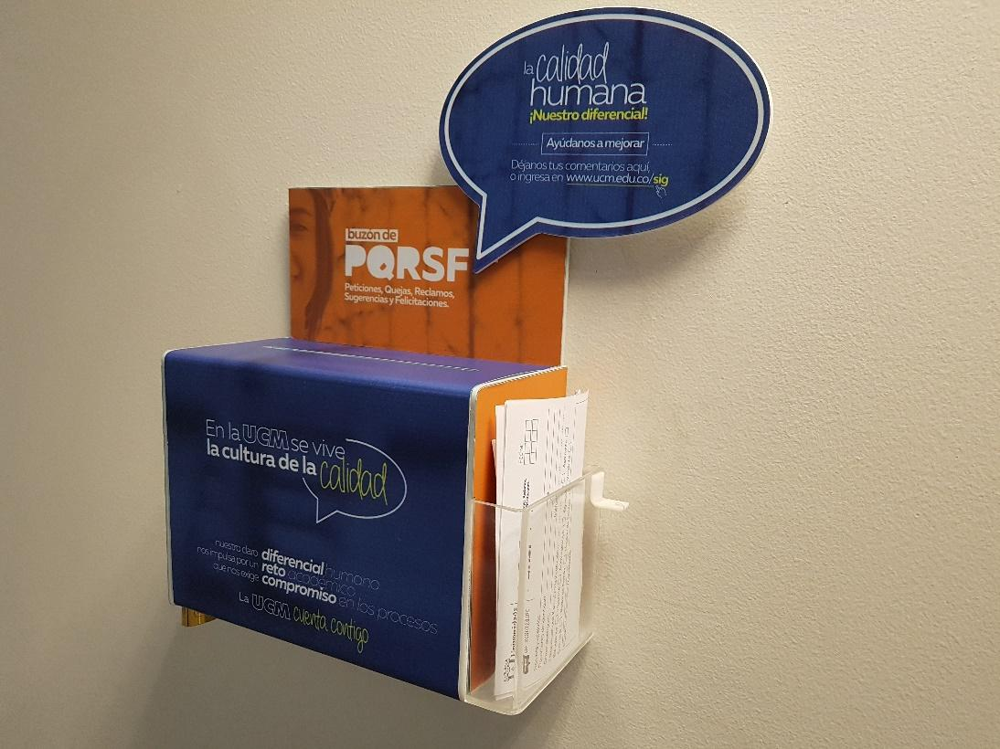 la calidad
humana
¡Nuestro diferencial!
Ayúdanos a mejorar
Déjanos tus comentarios aquí,
o ingresa en www.ucm.edu.co/sig
buzón de
PQRSF
Peticiones, Quejas, Reclamos,
Sugerencias y Felicitaciones.
En la UCM se vive
la cultura de la calidad
nuestro claro diferencial humano
nos impulsa por un reto académico
que nos exige compromiso en los procesos
La UCM cuenta contigo